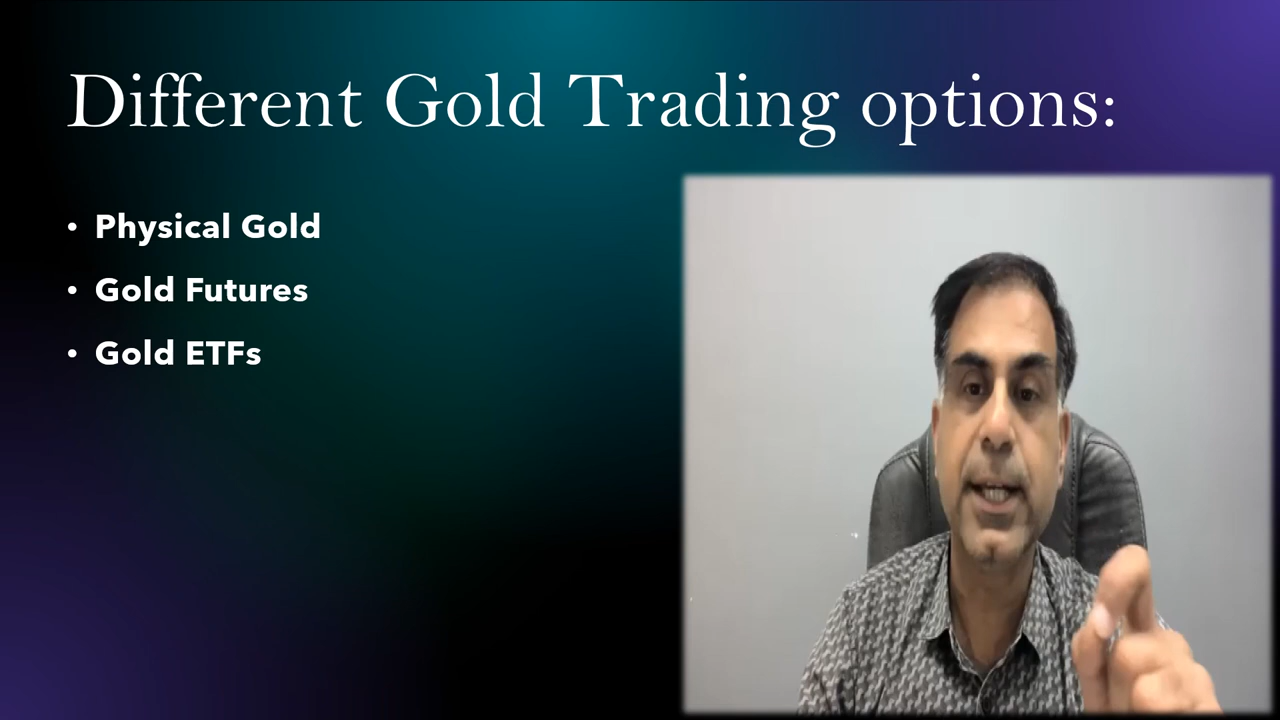 Different Gold Trading options:
• Physical Gold
• Gold Futures
• Gold ETFs